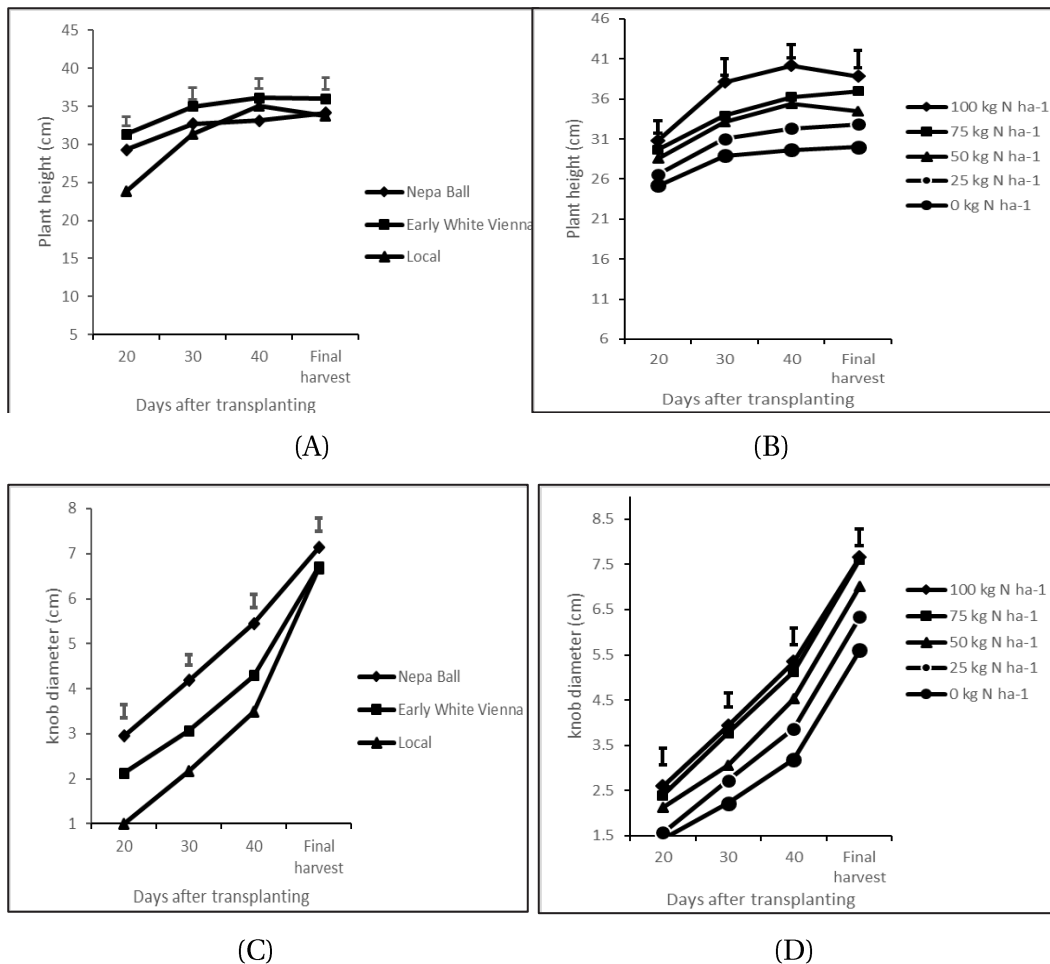 45
40
35
30
25
20
15
10
5
Plant height (cm)
20 30 40 Final
harvest
Days after transplanting
Nepa Ball
Early White Vienna
Local
(A)
46
41
36
31
26
21
16
11
6
Plant height (cm)
20 30 40 Final
harvest
Days after transplanting
100 kg N ha-1
75 kg N ha-1
50 kg N ha-1
25 kg N ha-1
0 kg N ha-1
(B)
8
7
6
5
4
3
2
1
knob diameter (cm)
20 30 40 Final
harvest
Days after transplanting
Nepa Ball
Early White Vienna
Local
(C)
8.5
7.5
6.5
5.5
4.5
3.5
2.5
1.5
knob diameter (cm)
20 30 40 Final
harvest
Days after transplanting
100 kg N ha-1
75 kg N ha-1
50 kg N ha-1
25 kg N ha-1
0 kg N ha-1
(D)